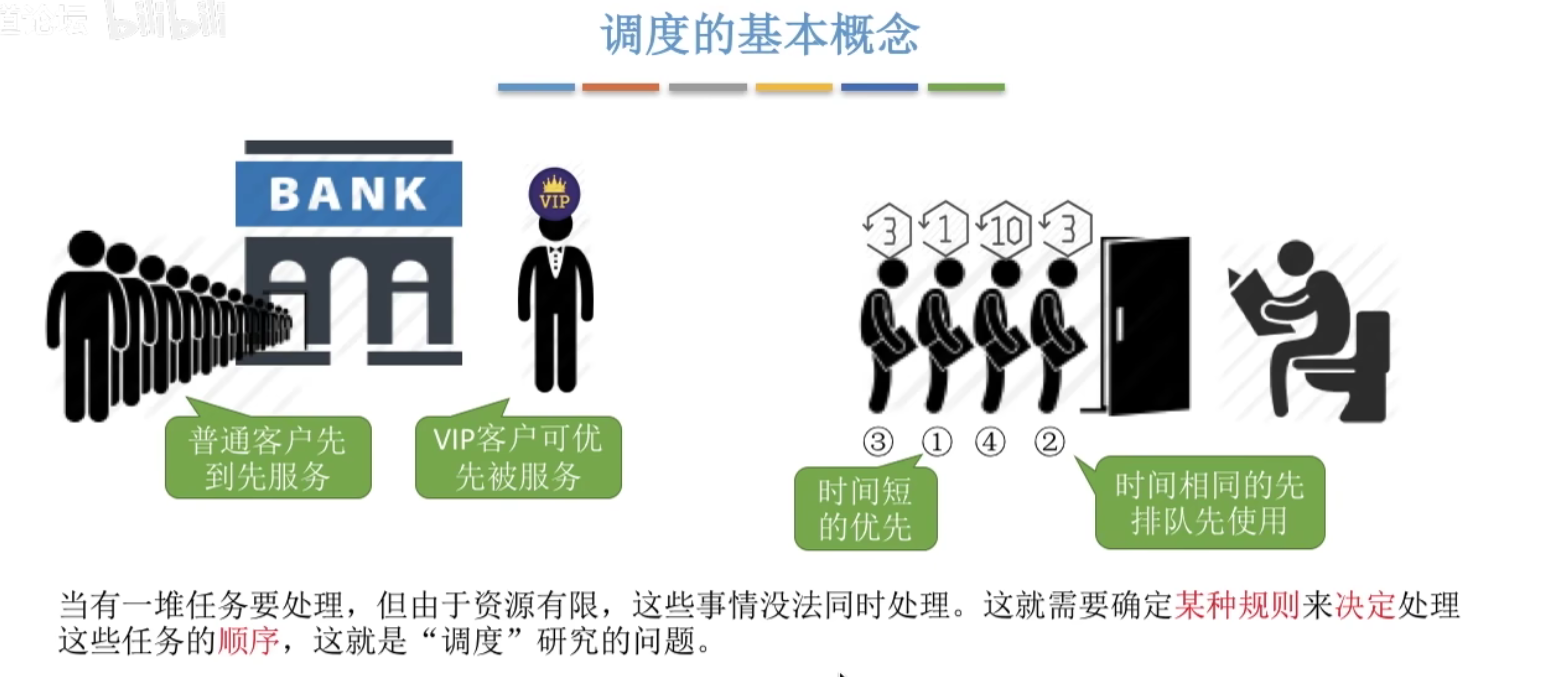 道论坛 bilibili
调度的基本概念
BANK
VIP
普通客户先
到先服务
VIP客户可优
先被服务
3 1 10 3
③ ① ④ ②
时间短
的优先
时间相同的先
排队先使用
当有一堆任务要处理，但由于资源有限，这些事情没法同时处理。这就需要确定某种规则来决定处理
这些任务的顺序，这就是“调度”研究的问题。